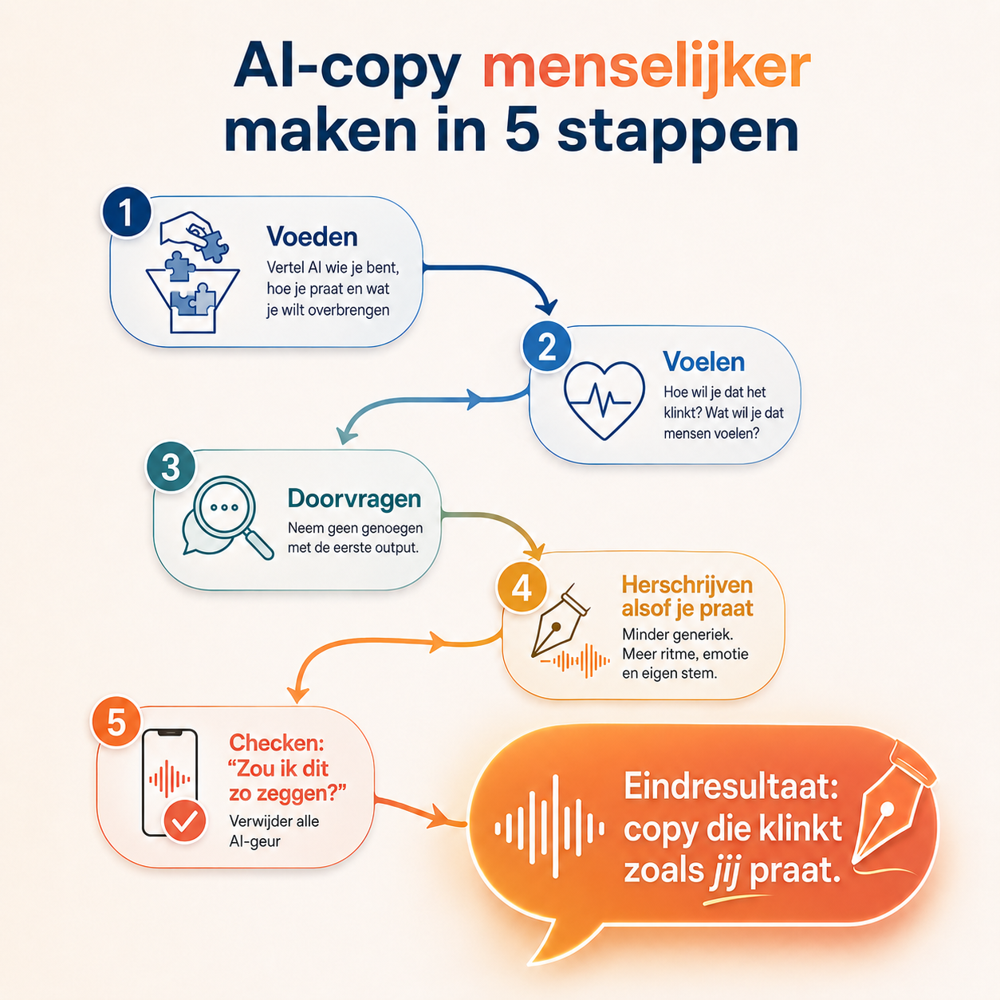 AI-copy menselijker
maken in 5 stappen
1
Voeden
Vertel AI wie je bent,
hoe je praat en wat
je wilt overbrengen
2
Voelen
Hoe wil je dat het
klinkt? Wat wil je dat
mensen voelen?
3
Doorvragen
Neem geen genoegen
met de eerste output.
4
Herschrijven
alsof je praat
Minder generiek.
Meer ritme, emotie
en eigen stem.
5
Checken:
“Zou ik dit
zo zeggen?”
Verwijder alle
AI-geur
Eindresultaat:
copy die klinkt
zoals jij praat.